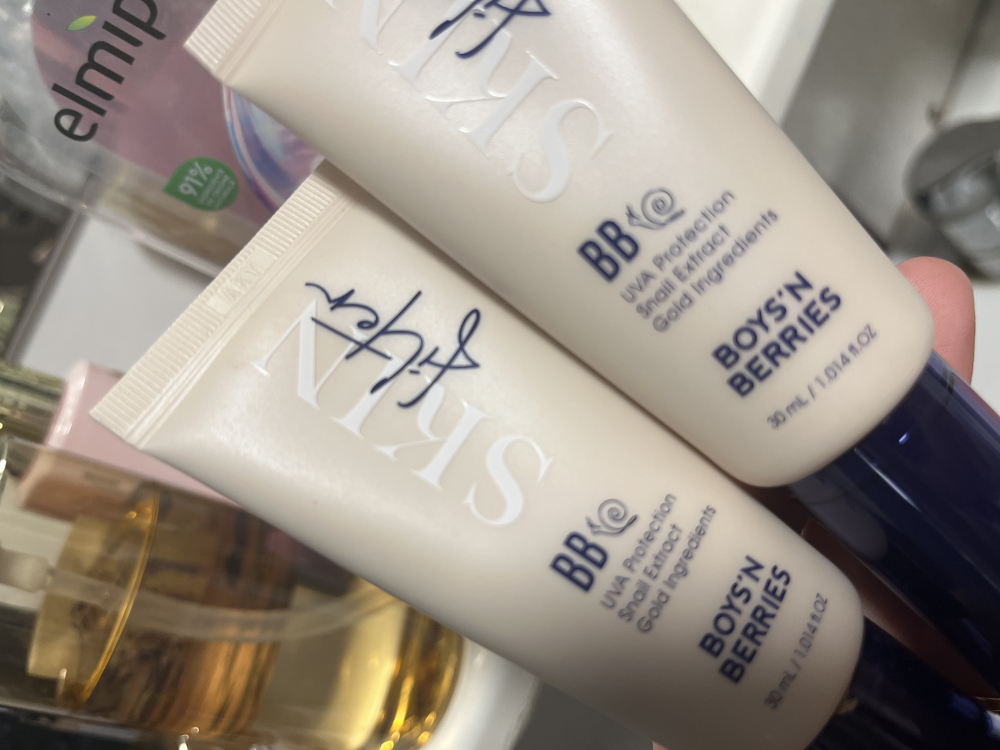 elmip
91%
SKIN
BB
UVA Protection
Snail Extract
Gold Ingredients
BOYS'N
BERRIES
30 mL / 1.014 fl.OZ
filter
SKIN
BB
UVA Protection
Snail Extract
Gold Ingredients
BOYS'N
BERRIES
30 mL / 1.014 fl.OZ